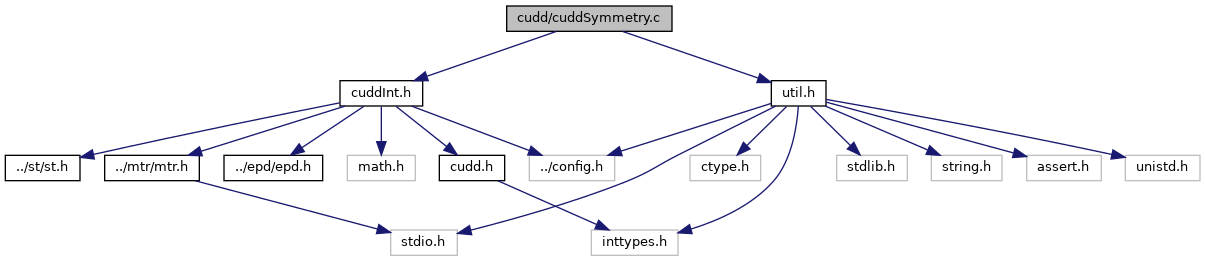 cudd/cuddSymmetry.c
cuddInt.h
util.h
../st/st.h
../mtr/mtr.h
../epd/epd.h
math.h
cudd.h
../config.h
ctype.h
stdlib.h
string.h
assert.h
unistd.h
stdio.h
inttypes.h